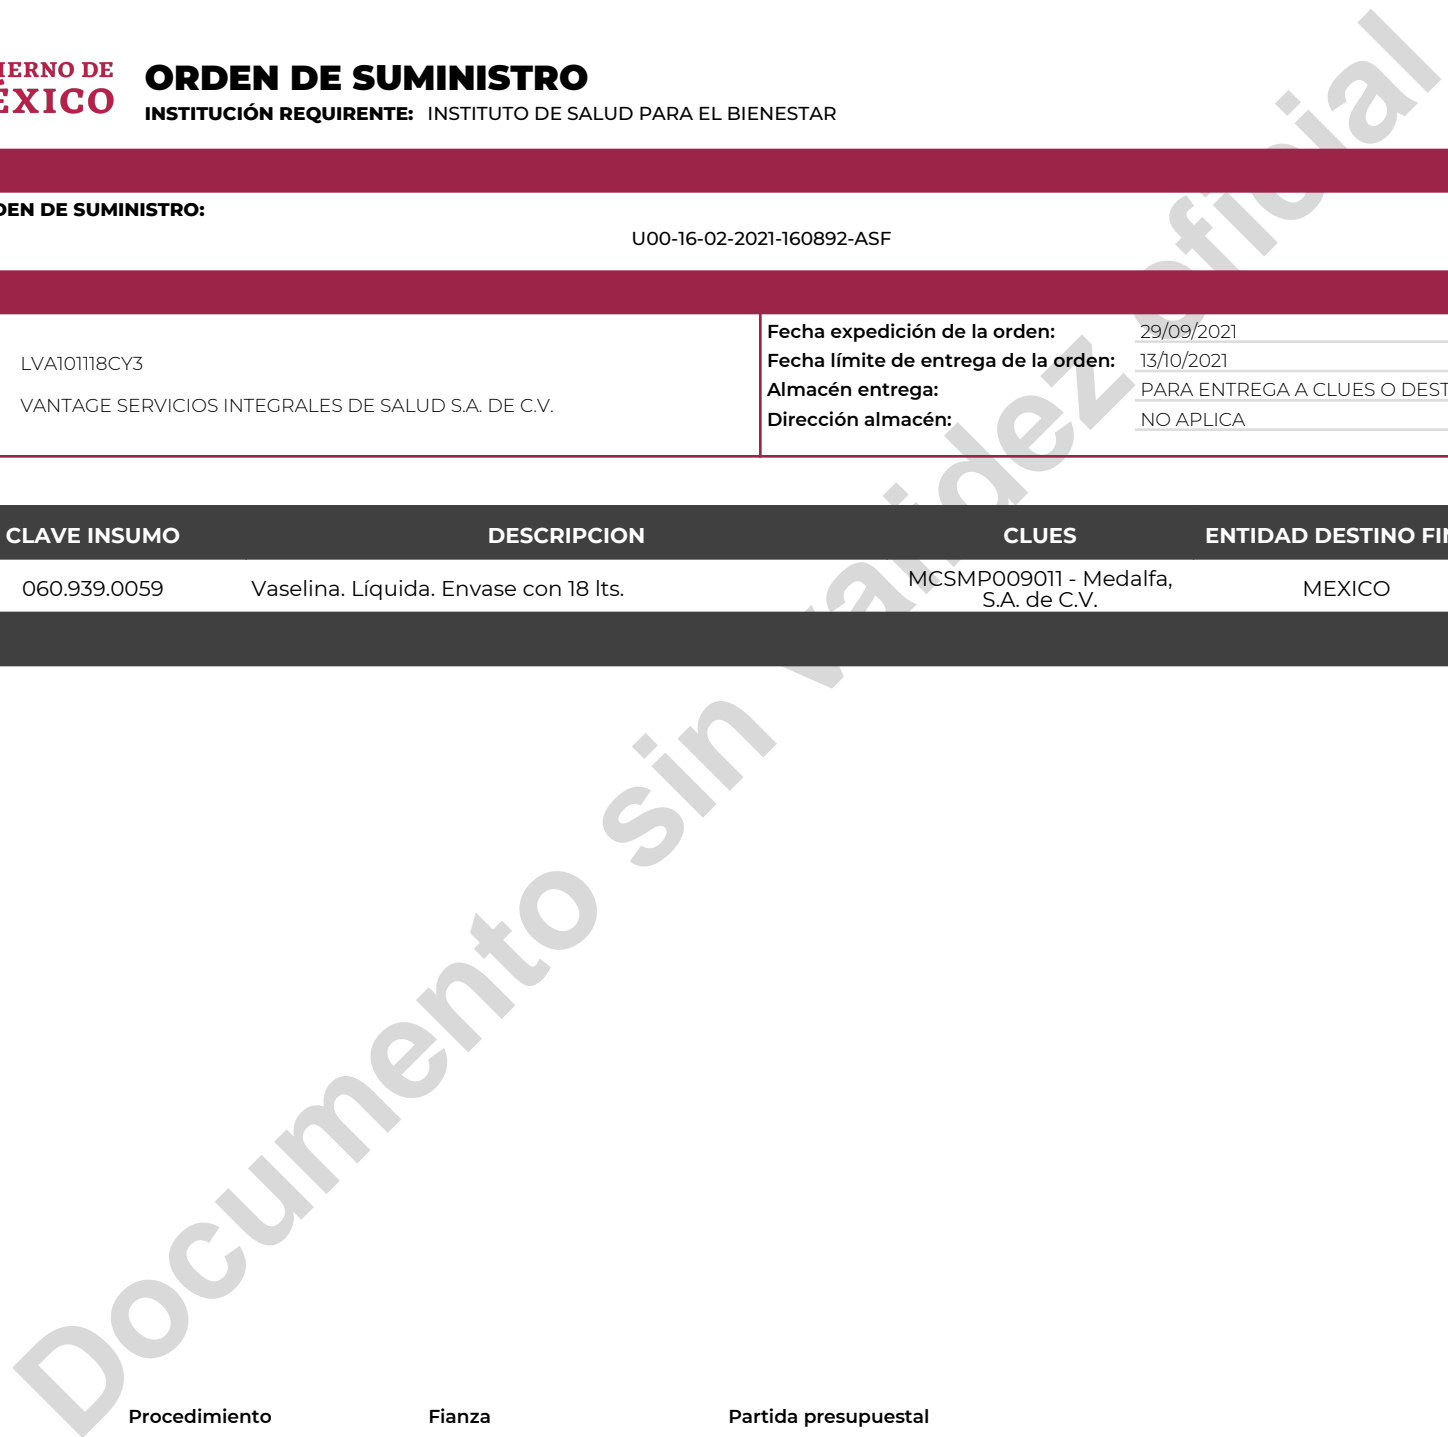 IERNO DE
ÉXICO
ORDEN DE SUMINISTRO
INSTITUCIÓN REQUIRENTE: INSTITUTO DE SALUD PARA EL BIENESTAR
DEN DE SUMINISTRO:
U00-16-02-2021-160892-ASF
LVA101118CY3
VANTAGE SERVICIOS INTEGRALES DE SALUD S.A. DE C.V.
Fecha expedición de la orden: 29/09/2021
Fecha límite de entrega de la orden: 13/10/2021
Almacén entrega: PARA ENTREGA A CLUES O DEST
Dirección almacén: NO APLICA
CLAVE INSUMO DESCRIPCION CLUES ENTIDAD DESTINO FIN
060.939.0059 Vaselina. Líquida. Envase con 18 lts. MCSMP009011 - Medalfa, S.A. de C.V. MEXICO
Documento sin validez oficial
Procedimiento Fianza Partida presupuestal